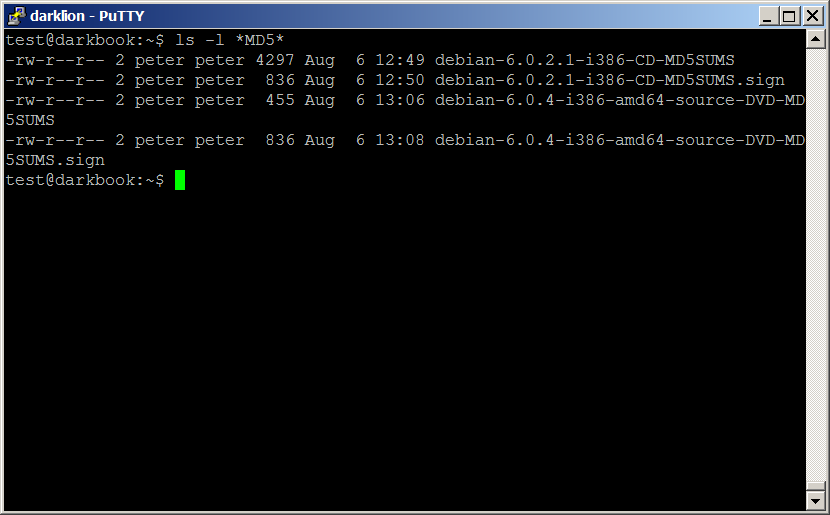 darklion - PuTTY
test@darkbook:~$ ls -l *MD5*
-rw-r--r-- 2 peter peter 4297 Aug  6 12:49 debian-6.0.2.1-i386-CD-MD5SUMS
-rw-r--r-- 2 peter peter  836 Aug  6 12:50 debian-6.0.2.1-i386-CD-MD5SUMS.sign
-rw-r--r-- 2 peter peter  455 Aug  6 13:06 debian-6.0.4-i386-amd64-source-DVD-MD
5SUMS
-rw-r--r-- 2 peter peter  836 Aug  6 13:08 debian-6.0.4-i386-amd64-source-DVD-MD
5SUMS.sign
test@darkbook:~$